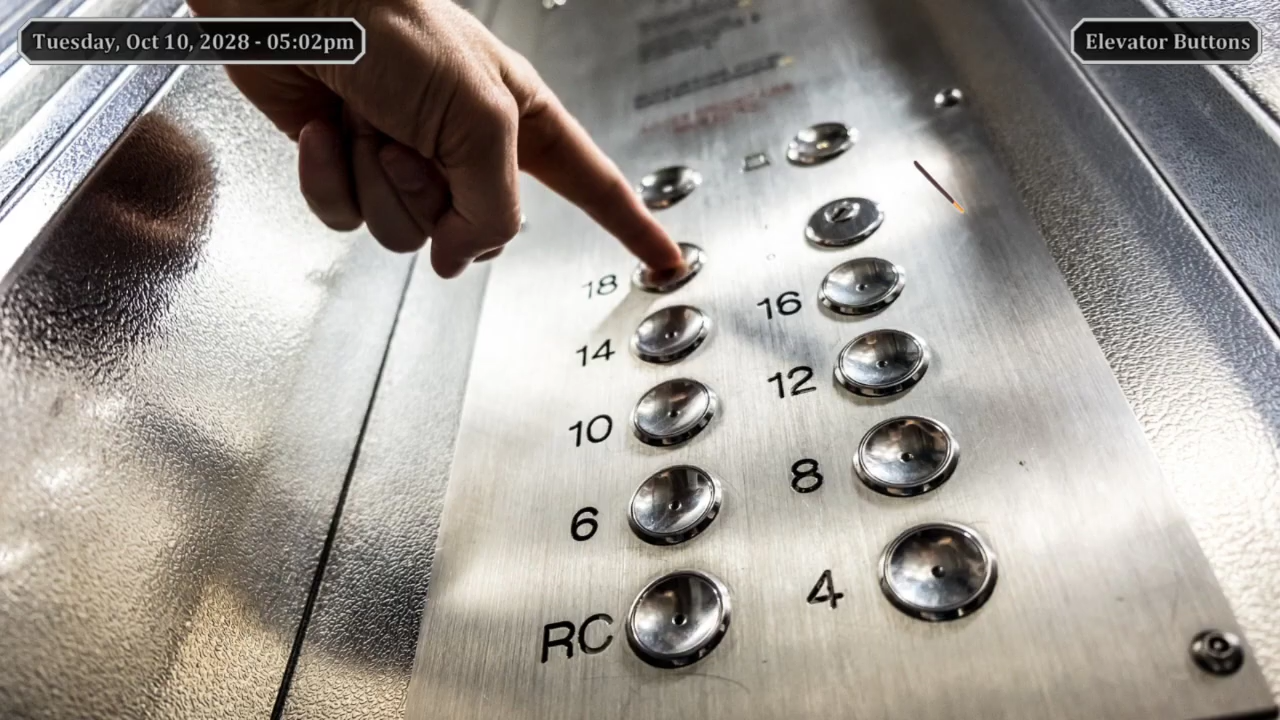 Tuesday, Oct 10, 2028 - 05:02pm
Elevator Buttons
18
16
14
12
10
8
6
4
RC